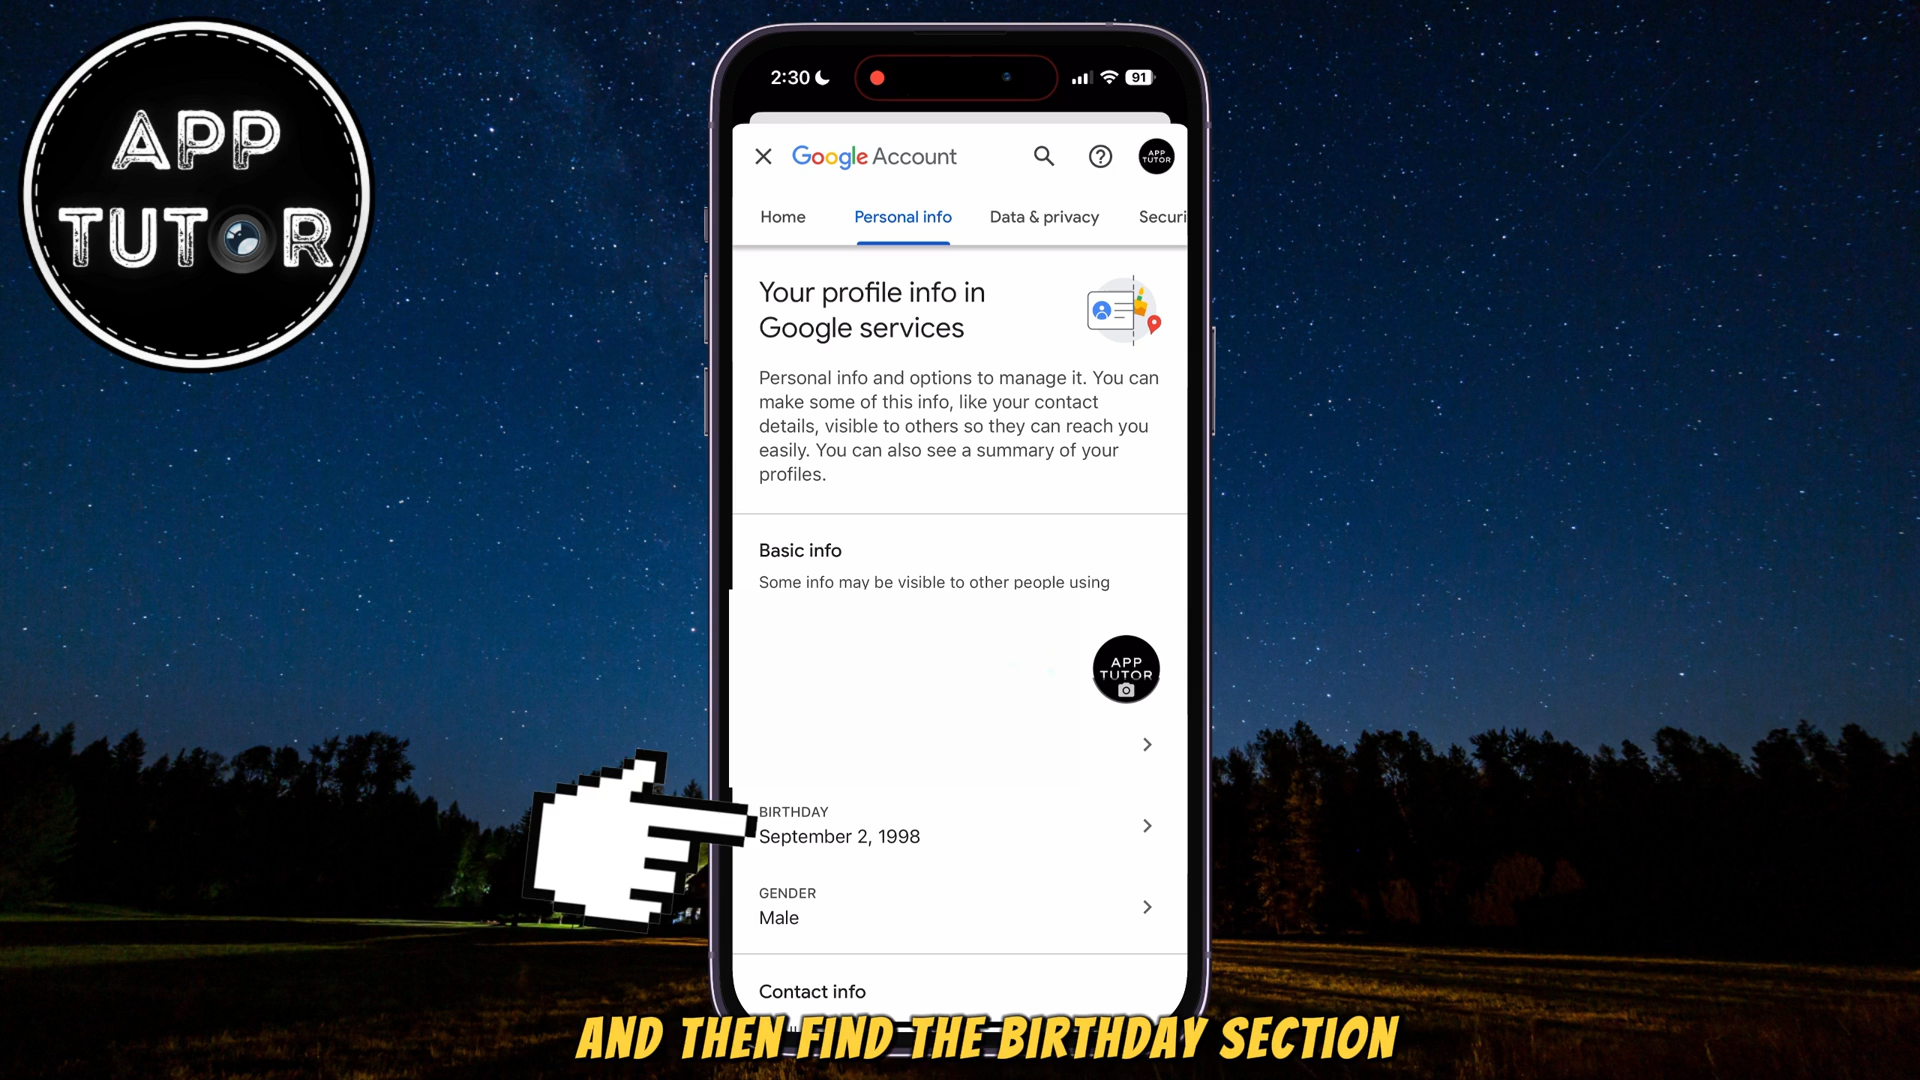 APP
TUTOR
2:30
91
Google Account
APP
TUTOR
Home
Personal info
Data & privacy
Securi
Your profile info in
Google services
Personal info and options to manage it. You can
make some of this info, like your contact
details, visible to others so they can reach you
easily. You can also see a summary of your
profiles.
Basic info
Some info may be visible to other people using
APP
TUTOR
BIRTHDAY
September 2, 1998
GENDER
Male
Contact info
AND THEN FIND THE BIRTHDAY SECTION